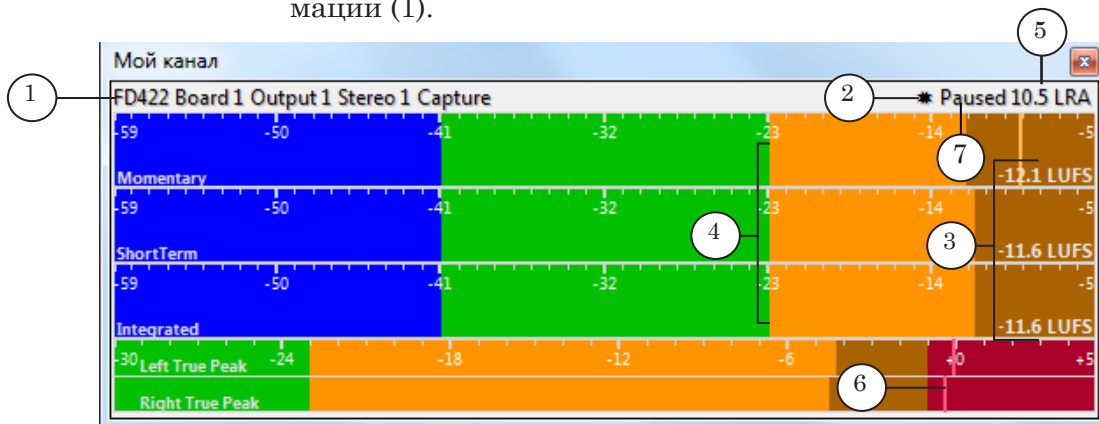 мации (1).
5
Мой канал
1
FD422 Board 1 Output 1 Stereo 1 Capture
2
Paused 10.5 LRA
-59 -50 -41 -32 -23 -14 -5
7
Momentary
-12.1 LUFS
-59 -50 -41 -32 -23 -14 -5
4
3
ShortTerm
-11.6 LUFS
-59 -50 -41 -32 -23 -14 -5
Integrated
-11.6 LUFS
-30 -24 -18 -12 -6 +0 +5
Left True Peak
6
Right True Peak